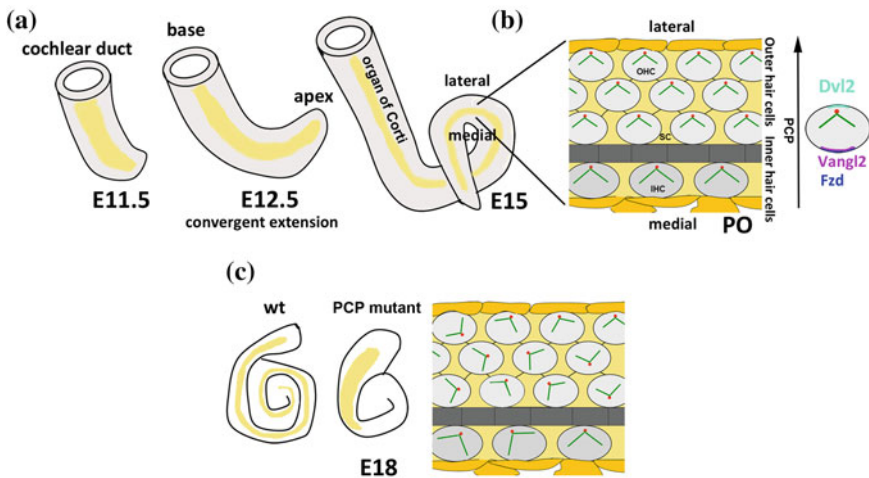 (a)
cochlear duct
E11.5
base
apex
E12.5
convergent extension
organ of Corti
lateral
medial
E15
(b)
lateral
OHC
SC
IHC
medial
PO
Outer hair cells
Inner hair cells
PCP
Dvl2
Vangl2
Fzd
(c)
wt
PCP mutant
E18